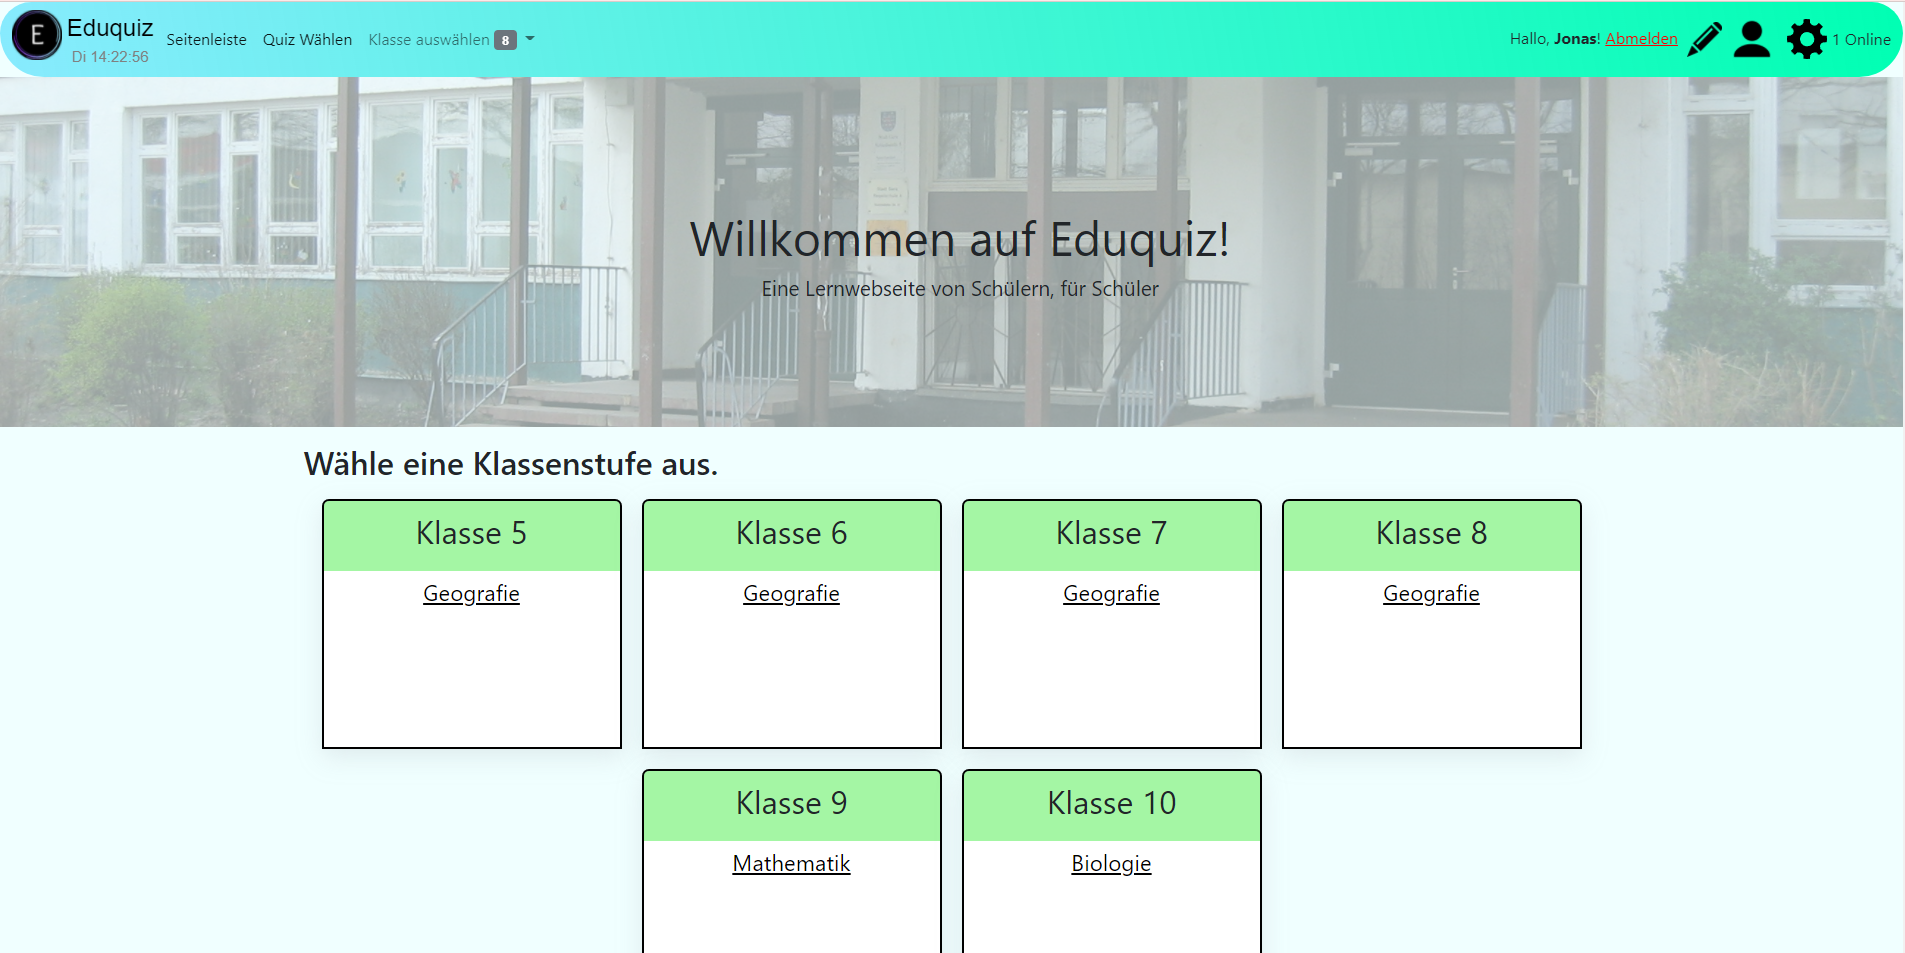 E
Eduquiz
Di 14:22:56
Seitenleiste Quiz Wählen Klasse auswählen 8
Hallo, Jonas! Abmelden
1 Online
Willkommen auf Eduquiz!
Eine Lernwebseite von Schülern, für Schüler
Wähle eine Klassenstufe aus.
Klasse 5
Geografie
Klasse 6
Geografie
Klasse 7
Geografie
Klasse 8
Geografie
Klasse 9
Mathematik
Klasse 10
Biologie